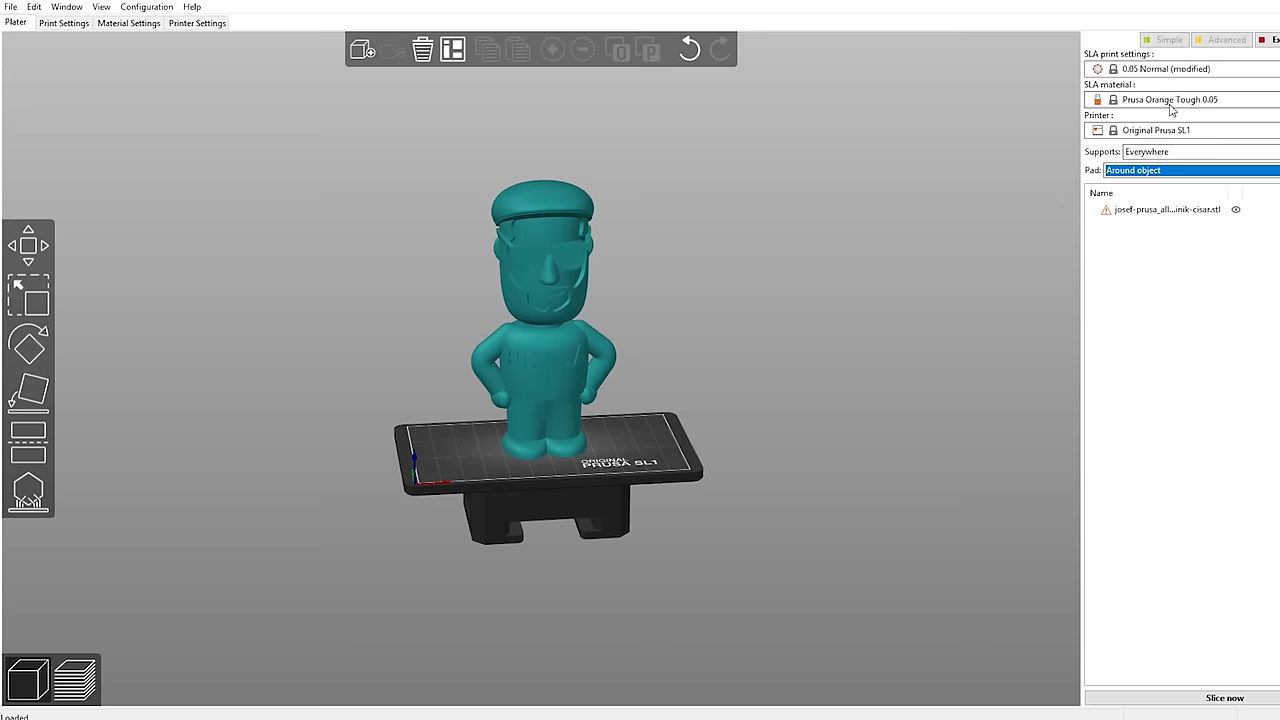 File Edit Window View Configuration Help
Plater Print Settings Material Settings Printer Settings
Simple Advanced
SLA print settings :
0.05 Normal (modified)
SLA material :
Prusa Orange Tough 0.05
Printer :
Original Prusa SL1
Supports: Everywhere
Pad: Around object
Name
josef-prusa_all...inik-cisar.stl
ORIGINAL
PRUSA SL1
Slice now
Loaded